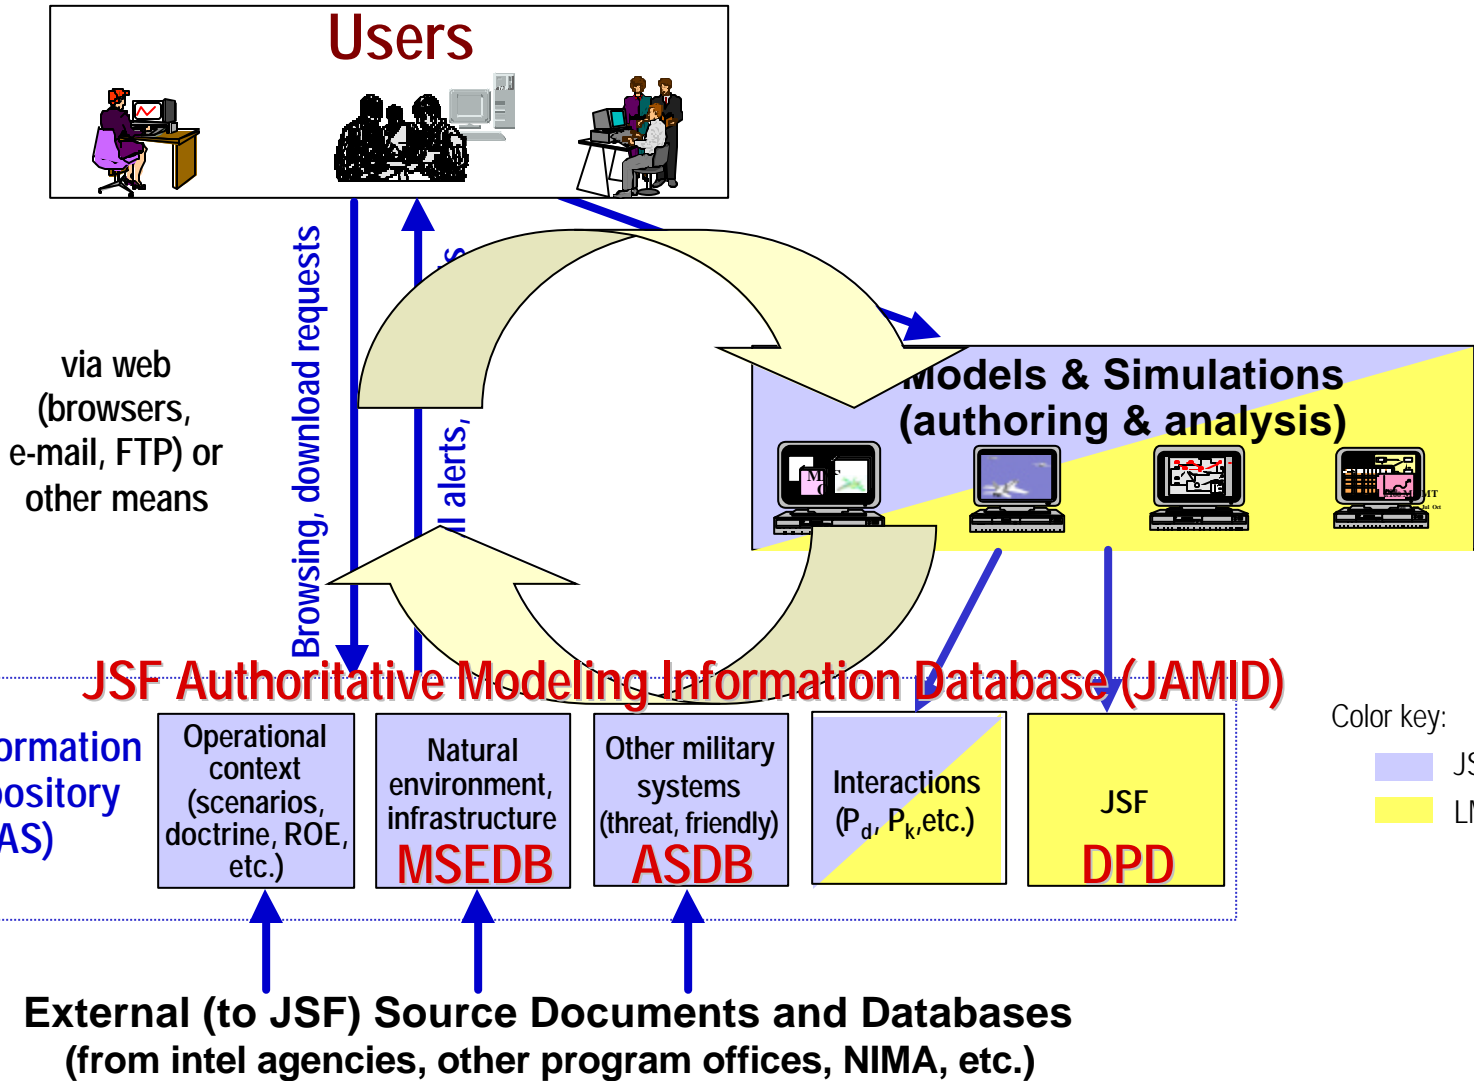 Users
Browsing, download requests
alerts,
via web
(browsers,
e-mail, FTP) or
other means
Models & Simulations
(authoring & analysis)
JSF Authoritative Modeling Information Database (JAMID)
Operational
context
(scenarios,
doctrine, ROE,
etc.)
Natural
environment,
infrastructure
MSEDB
Other military
systems
(threat, friendly)
ASDB
Interactions
(Pd, Pk,etc.)
JSF
DPD
Color key:
External (to JSF) Source Documents and Databases
(from intel agencies, other program offices, NIMA, etc.)